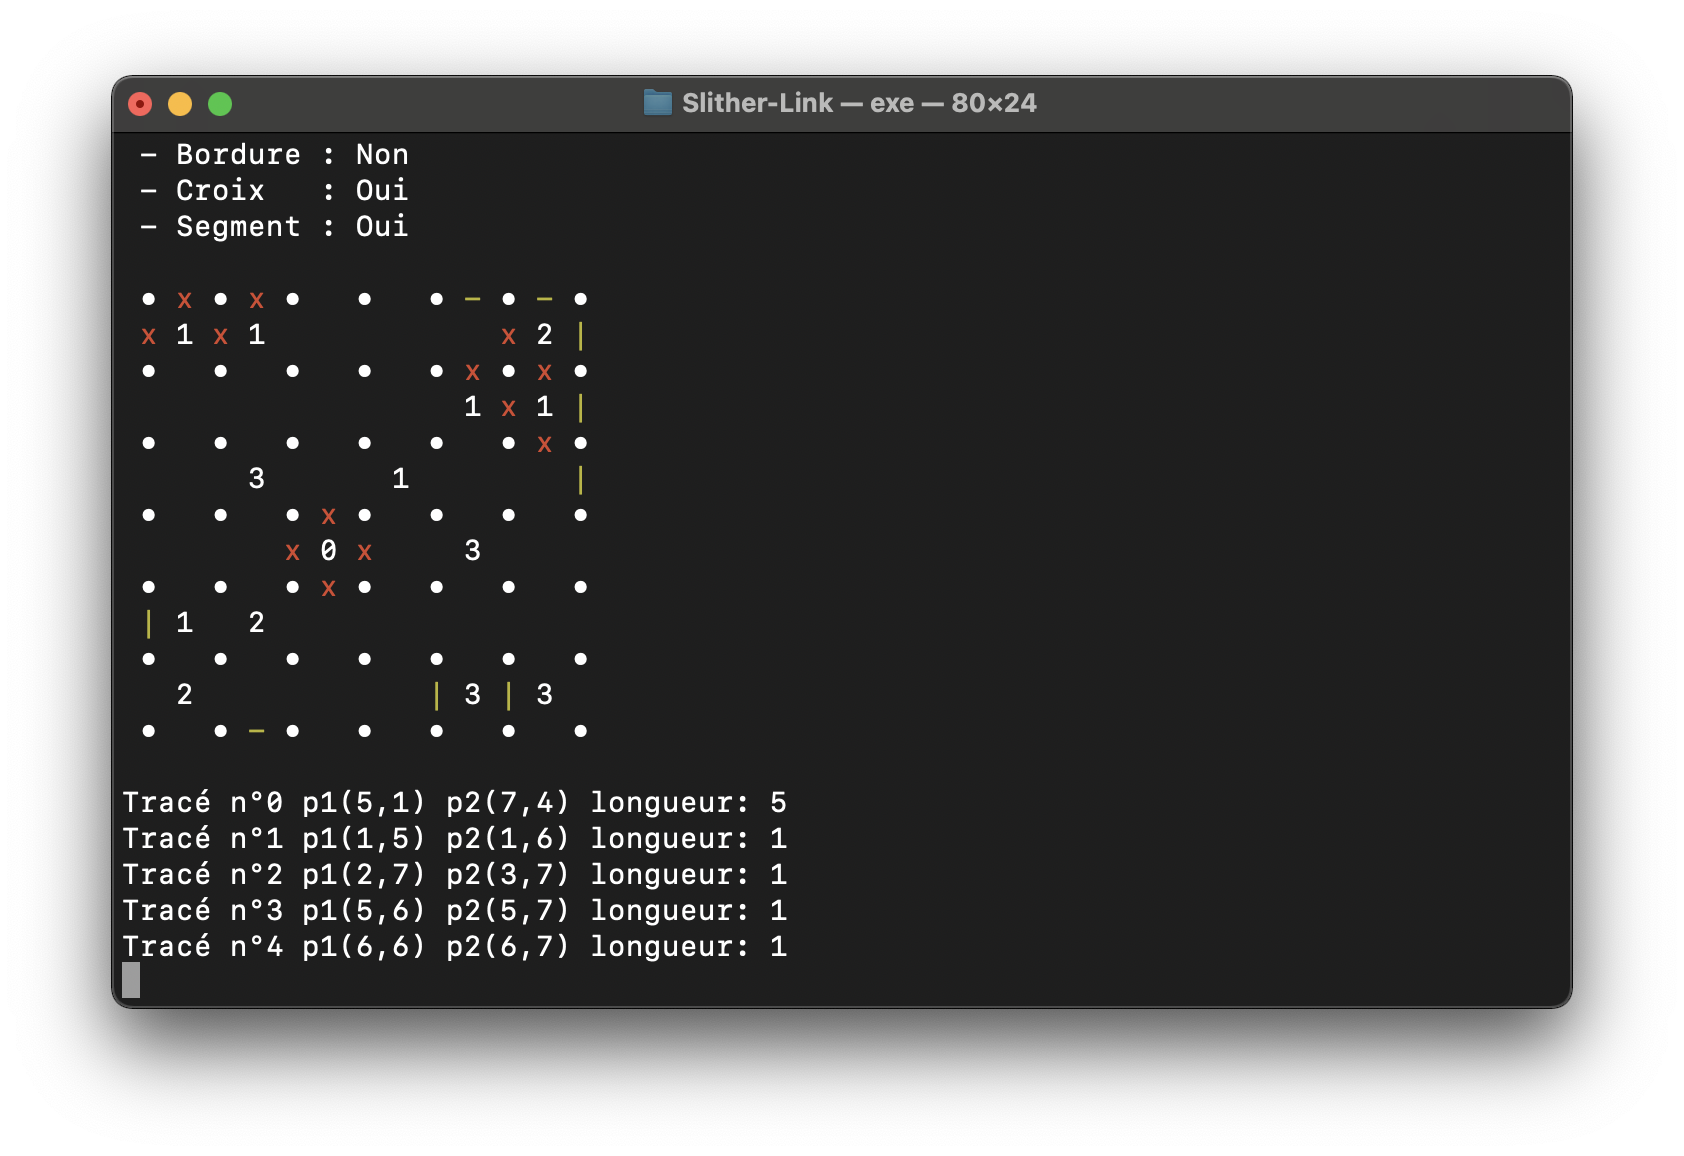 Slither-Link — exe — 80×24
– Bordure : Non
– Croix   : Oui
– Segment : Oui
• x • x •   •   • – • – •
x 1 x 1             x 2 |
•   •   •   •   • x • x •
                  1 x 1 |
•   •   •   •   •   • x •
      3       1         |
•   •   • x •   •   •   •
        x 0 x     3
•   •   • x •   •   •   •
| 1   2
•   •   •   •   •   •   •
  2             | 3 | 3
•   • – •   •   •   •   •
Tracé n°0 p1(5,1) p2(7,4) longueur: 5
Tracé n°1 p1(1,5) p2(1,6) longueur: 1
Tracé n°2 p1(2,7) p2(3,7) longueur: 1
Tracé n°3 p1(5,6) p2(5,7) longueur: 1
Tracé n°4 p1(6,6) p2(6,7) longueur: 1